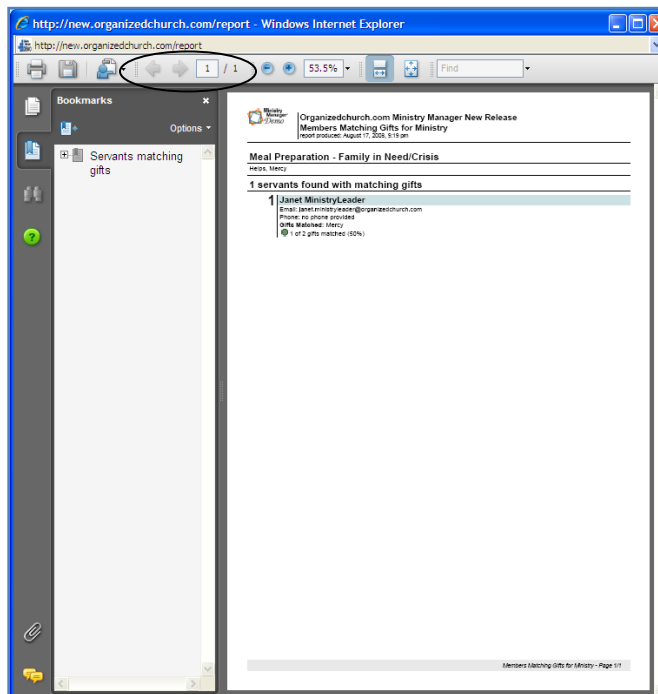 http://new.organizedchurch.com/report - Windows Internet Explorer
http://new.organizedchurch.com/report
1 / 1 53.5% Find
Bookmarks
Options
Servants matching
gifts
Ministry
Manager
Demo
Organizedchurch.com Ministry Manager New Release
Members Matching Gifts for Ministry
report produced: August 17, 2008, 9:19 pm
Meal Preparation - Family in Need/Crisis
Helps, Mercy
1 servants found with matching gifts
1 Janet MinistryLeader
Email: janet.ministryleader@organizedchurch.com
Phone: no phone provided
Gifts Matched: Mercy
1 of 2 gifts matched (50%)
Members Matching Gifts for Ministry - Page 1/1